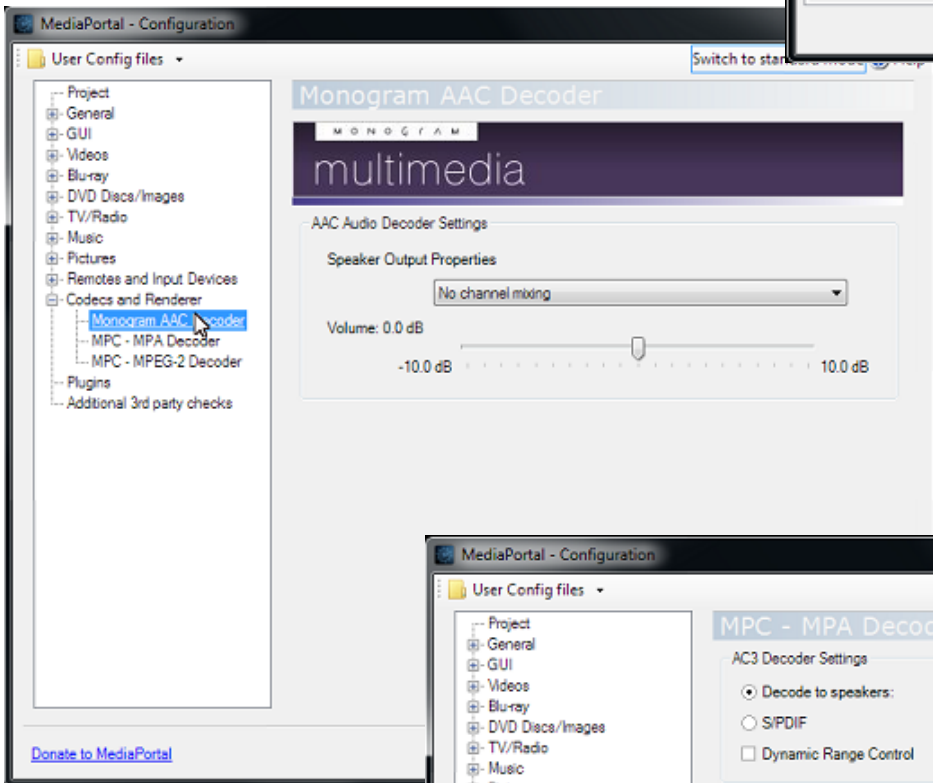 MediaPortal - Configuration
User Config files
Switch to
Project
General
GUI
Videos
Blu-ray
DVD Discs/Images
TV/Radio
Music
Pictures
Remotes and Input Devices
Codecs and Renderer
Monogram AAC Decoder
MPC - MPA Decoder
MPC - MPEG-2 Decoder
Plugins
Additional 3rd party checks
Monogram AAC Decoder
MONOGRAM
multimedia
AAC Audio Decoder Settings
Speaker Output Properties
No channel mixing
Volume: 0.0 dB
-10.0 dB
10.0 dB
Donate to MediaPortal
MediaPortal - Configuration
User Config files
Project
General
GUI
Videos
Blu-ray
DVD Discs/Images
TV/Radio
Music
MPC - MPA Decod
AC3 Decoder Settings
Decode to speakers:
S/PDIF
Dynamic Range Control